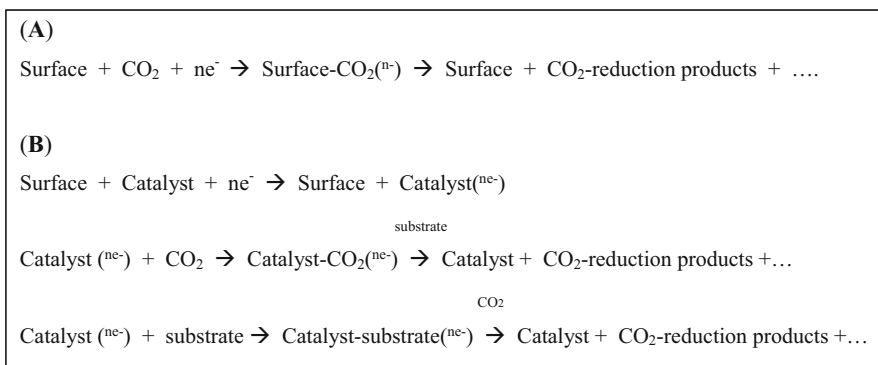 (A)
Surface + CO₂ + ne⁻ → Surface-CO₂(ⁿ⁻) → Surface + CO₂-reduction products + ….
(B)
Surface + Catalyst + ne⁻ → Surface + Catalyst(ⁿᵉ⁻)
substrate
Catalyst (ⁿᵉ⁻) + CO₂ → Catalyst-CO₂(ⁿᵉ⁻) → Catalyst + CO₂-reduction products +…
CO₂
Catalyst (ⁿᵉ⁻) + substrate → Catalyst-substrate(ⁿᵉ⁻) → Catalyst + CO₂-reduction products +…